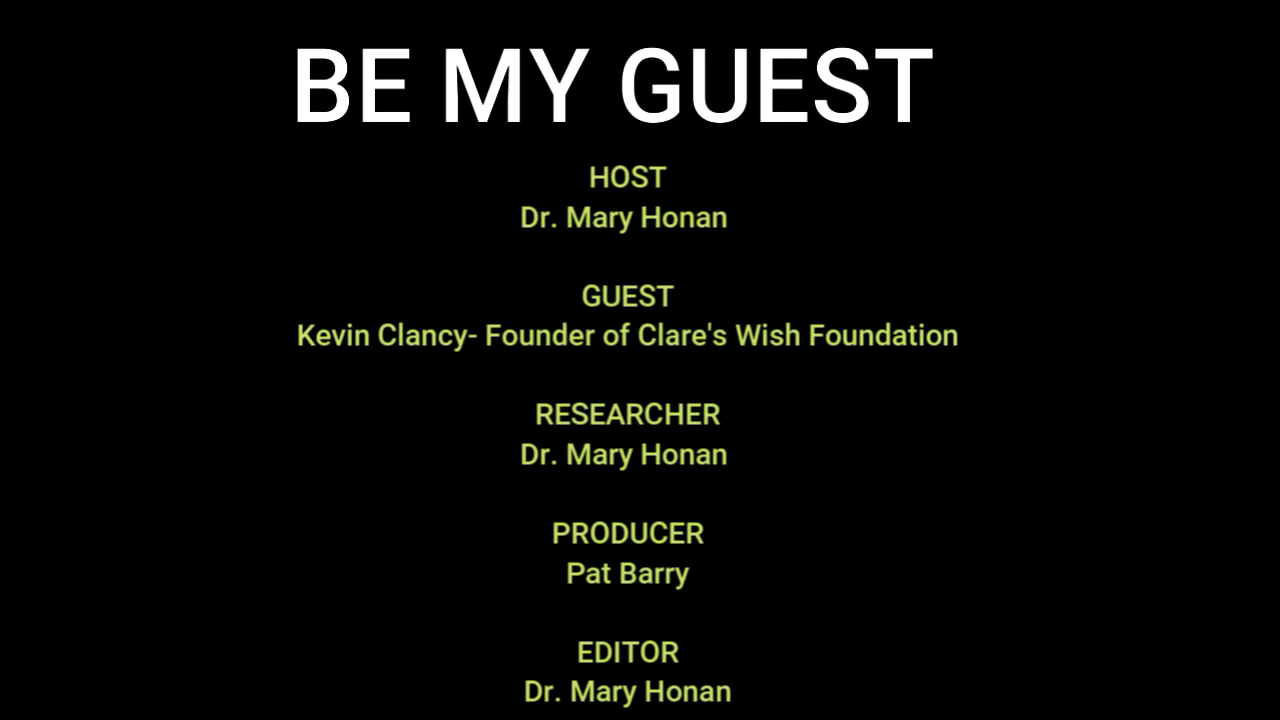 BE MY GUEST
HOST
Dr. Mary Honan
GUEST
Kevin Clancy- Founder of Clare's Wish Foundation
RESEARCHER
Dr. Mary Honan
PRODUCER
Pat Barry
EDITOR
Dr. Mary Honan